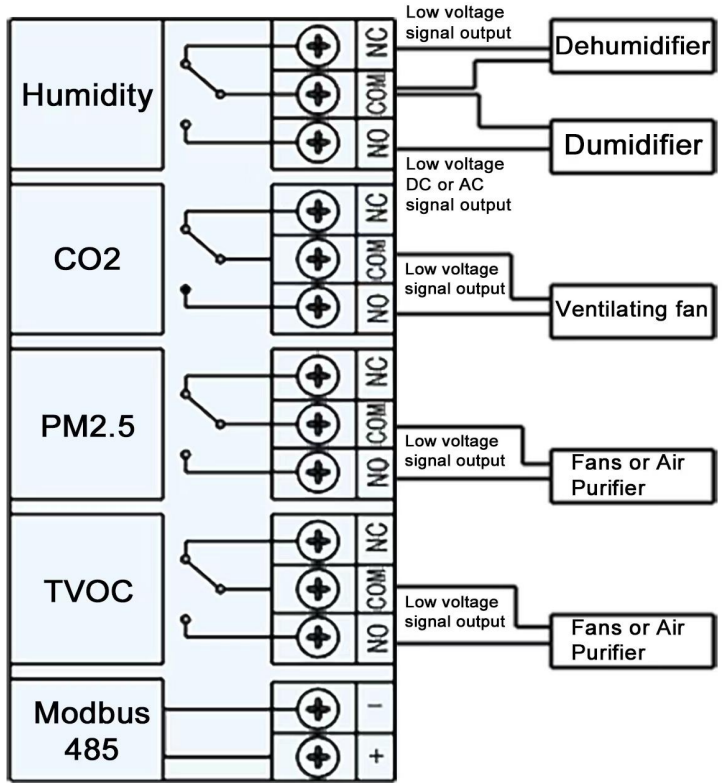 Humidity
NC
COM
NO
Low voltage
signal output
Dehumidifier
Dumidifier
Low voltage
DC or AC
signal output
CO2
NC
COM
NO
Low voltage
signal output
Ventilating fan
PM2.5
NC
COM
NO
Low voltage
signal output
Fans or Air
Purifier
TVOC
NC
COM
NO
Low voltage
signal output
Fans or Air
Purifier
Modbus
485
-
+